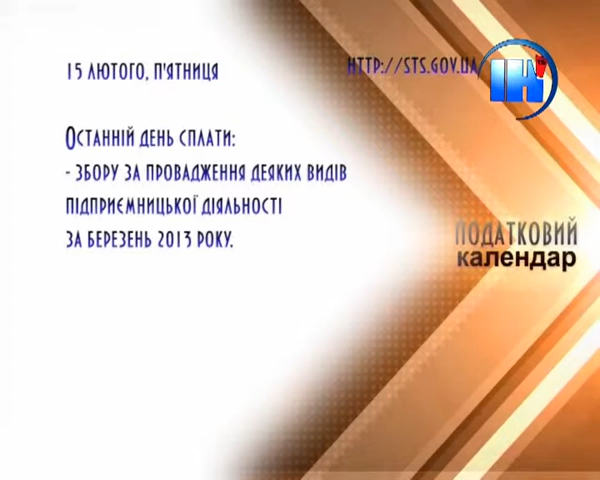 15 ЛЮТОГО, П'ЯТНИЦЯ
HTTP://STS.GOV.UA/
ІК
ОСТАННІЙ ДЕНЬ СПЛАТИ:
- ЗБОРУ ЗА ПРОВАДЖЕННЯ ДЕЯКИХ ВИДІВ
ПІДПРИЄМНИЦЬКОЇ ДІЯЛЬНОСТІ
ЗА БЕРЕЗЕНЬ 2013 РОКУ.
ПОДАТКОВИЙ
календар